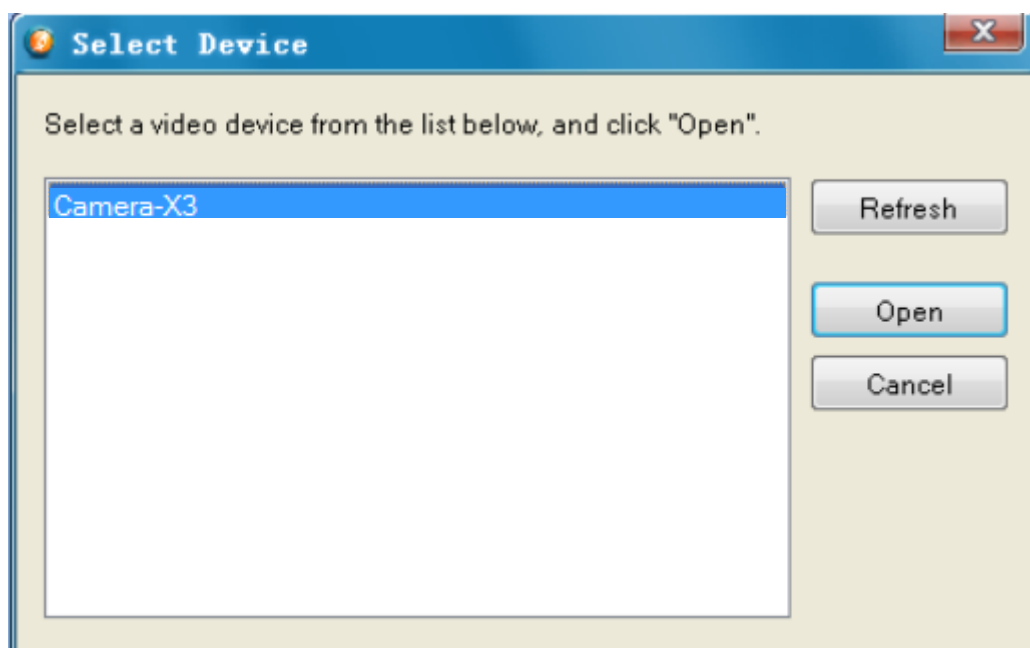 Select Device
Select a video device from the list below, and click "Open".
Camera-X3
Refresh
Open
Cancel